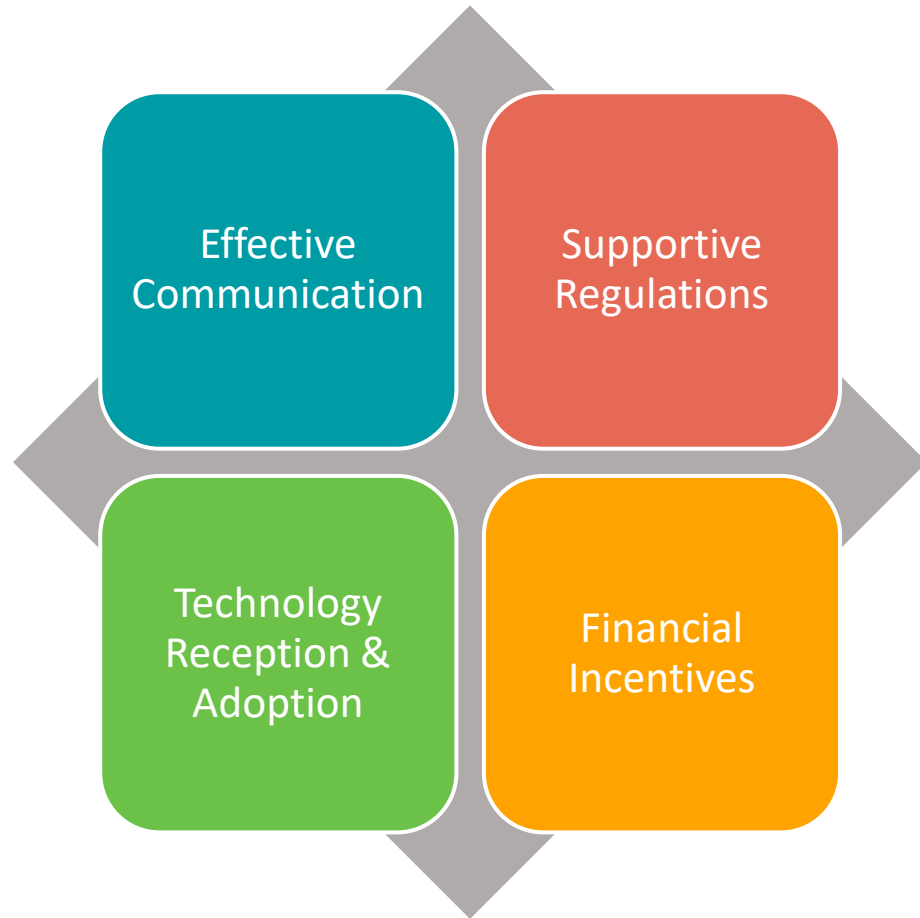 Effective
Communication
Supportive
Regulations
Technology
Reception &
Adoption
Financial
Incentives